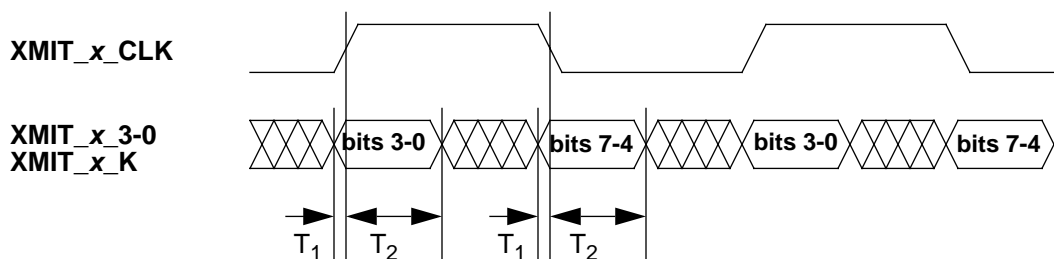 XMIT_x_CLK
XMIT_x_3-0
XMIT_x_K
bits 3-0
bits 7-4
bits 3-0
bits 7-4
T1
T2
T1
T2